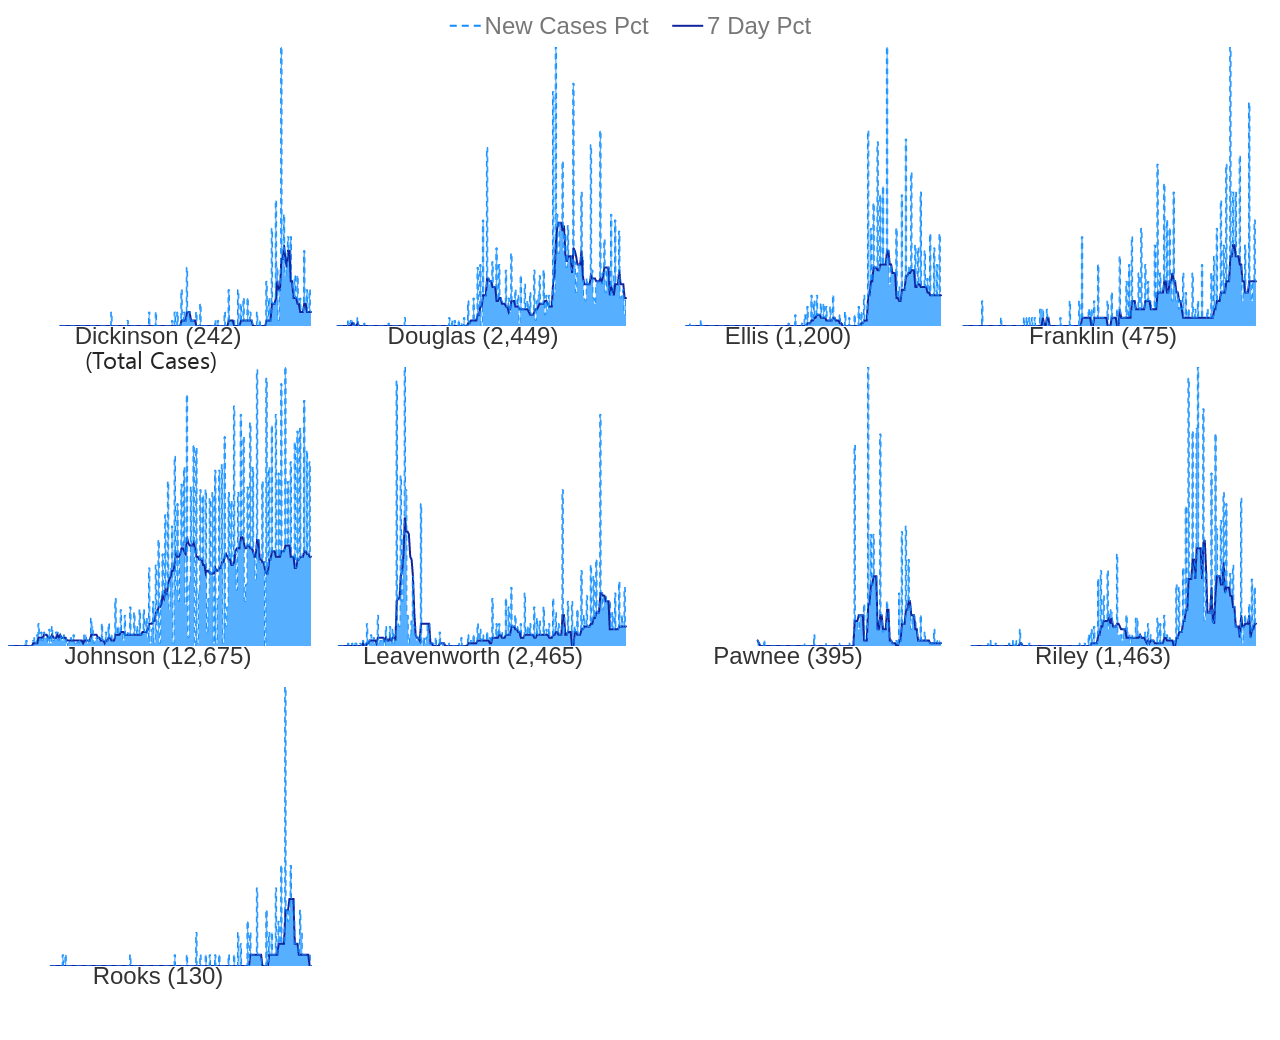 New Cases Pct 7 Day Pct
Dickinson (242) Douglas (2,449) Ellis (1,200) Franklin (475)
(Total Cases)
Johnson (12,675) Leavenworth (2,465) Pawnee (395) Riley (1,463)
Rooks (130)